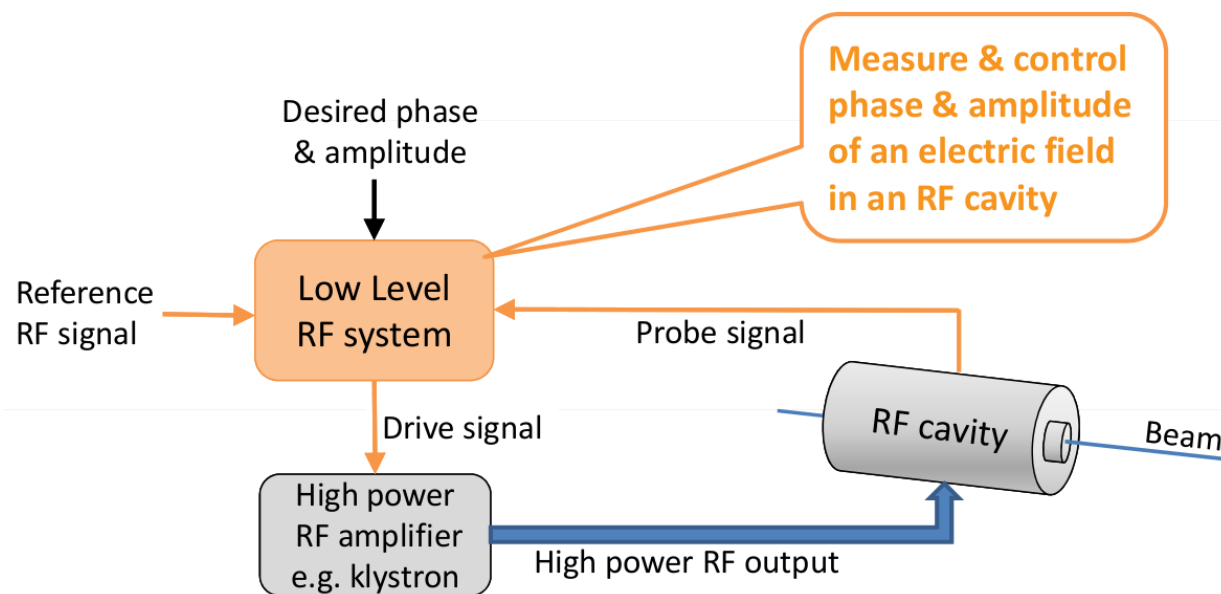 Measure & control
phase & amplitude
of an electric field
in an RF cavity
Desired phase
& amplitude
Reference
RF signal
Low Level
RF system
Probe signal
RF cavity
Beam
Drive signal
High power
RF amplifier
e.g. klystron
High power RF output